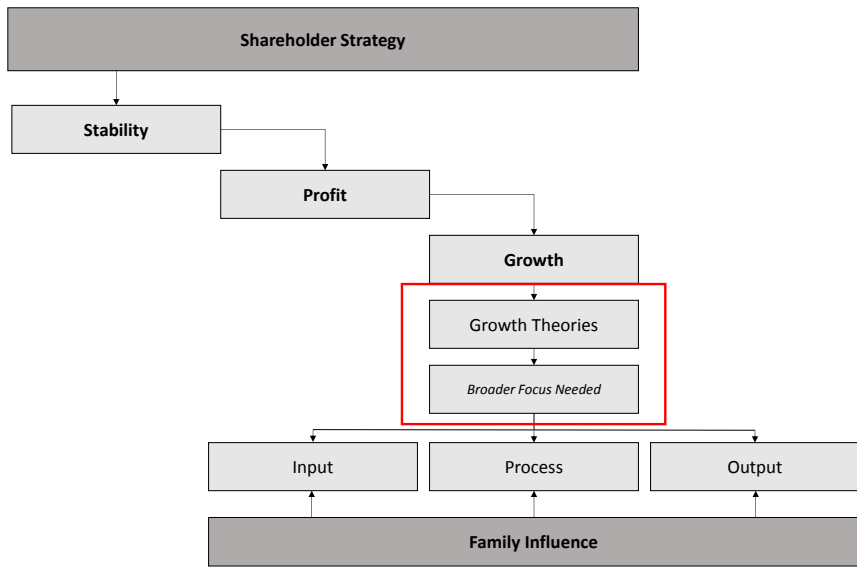 Shareholder Strategy
Stability
Profit
Growth
Growth Theories
Broader Focus Needed
Input
Process
Output
Family Influence